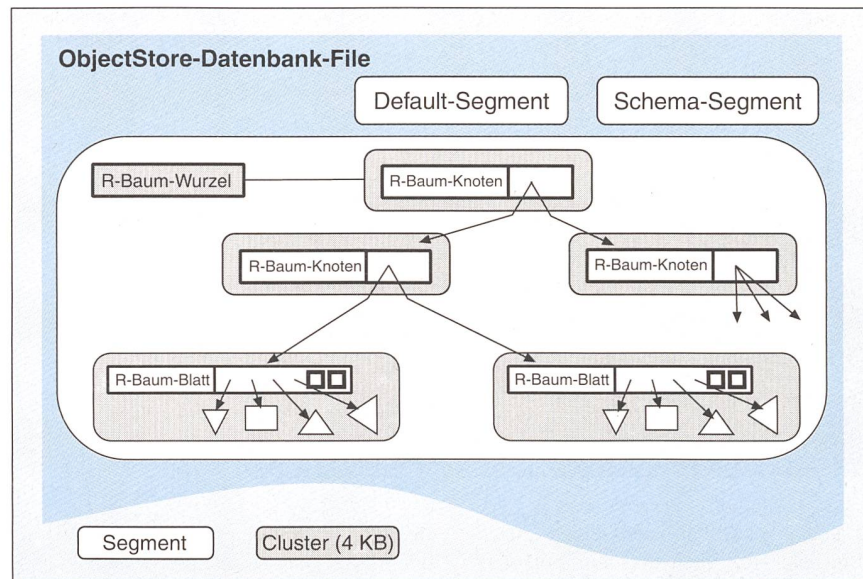 ObjectStore-Datenbank-File
Default-Segment
Schema-Segment
R-Baum-Wurzel
R-Baum-Knoten
R-Baum-Knoten
R-Baum-Knoten
R-Baum-Blatt
R-Baum-Blatt
Segment
Cluster (4 KB)